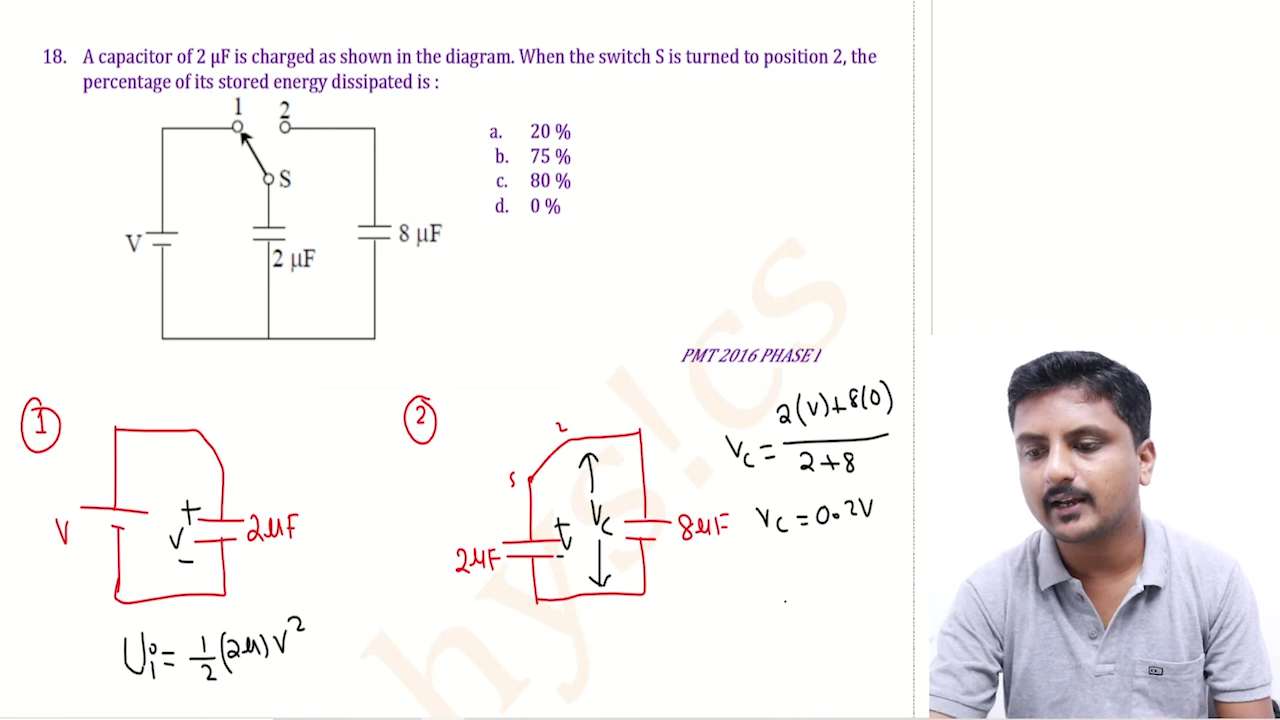 18. A capacitor of 2 μF is charged as shown in the diagram. When the switch S is turned to position 2, the
percentage of its stored energy dissipated is :
1 2
S
V
2 μF
8 μF
a. 20 %
b. 75 %
c. 80 %
d. 0 %
hys!cs
PMT 2016 PHASE I
1
V
+
V
-
2μF
Ui = 1/2 (2μ) V²
2
S
2
2μF
+
-
Vc
8μF
Vc = 2(V)+8(0) / 2+8
Vc = 0.2V